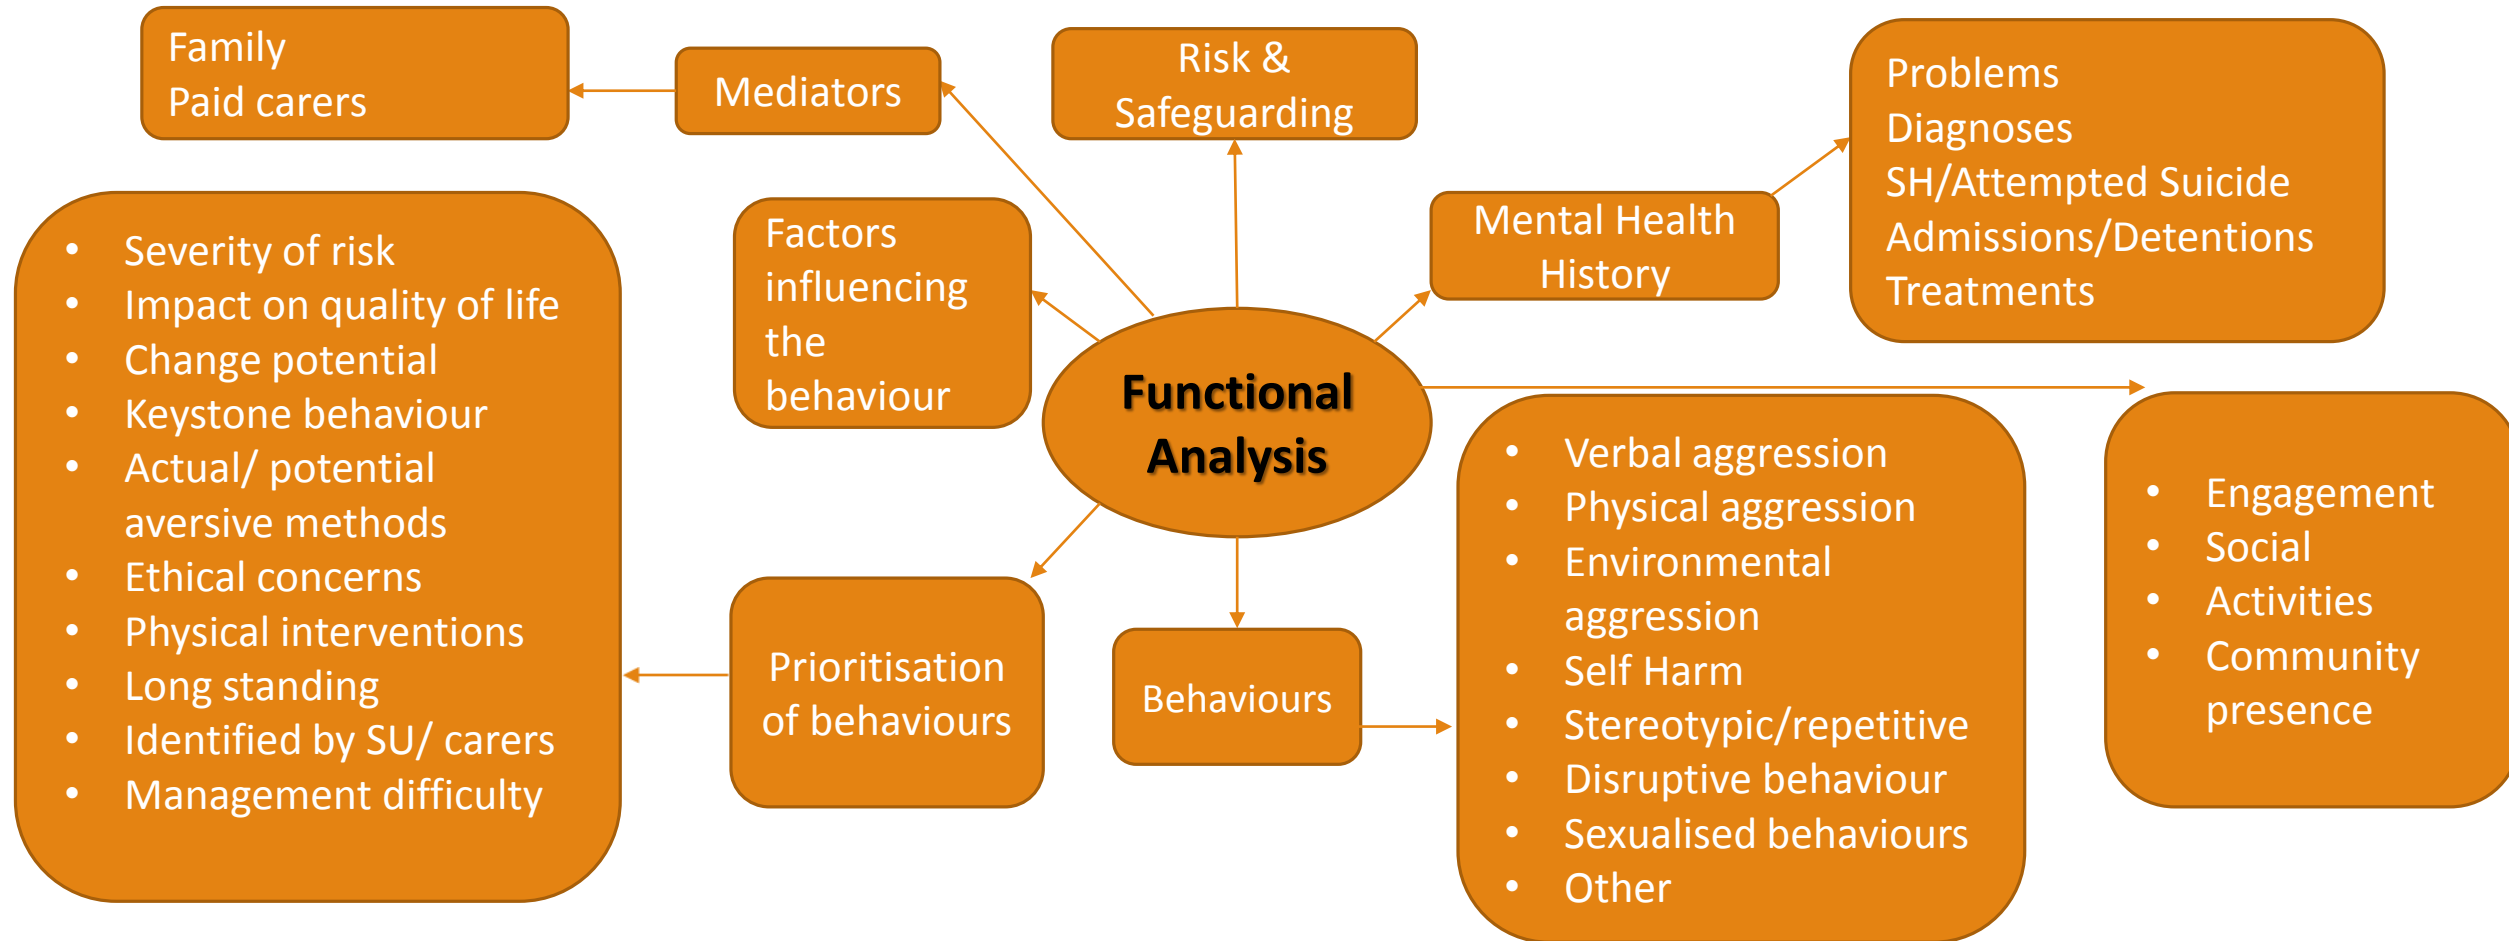 Family
Paid carers
Mediators
Risk &
Safeguarding
Problems
Diagnoses
SH/Attempted Suicide
Admissions/Detentions
Treatments
Mental Health
History
Factors
influencing
the
behaviour
• Severity of risk
• Impact on quality of life
• Change potential
• Keystone behaviour
• Actual/ potential
aversive methods
• Ethical concerns
• Physical interventions
• Long standing
• Identified by SU/ carers
• Management difficulty
Functional
Analysis
Prioritisation
of behaviours
Behaviours
• Verbal aggression
• Physical aggression
• Environmental
aggression
• Self Harm
• Stereotypic/repetitive
• Disruptive behaviour
• Sexualised behaviours
• Other
• Engagement
• Social
• Activities
• Community
presence